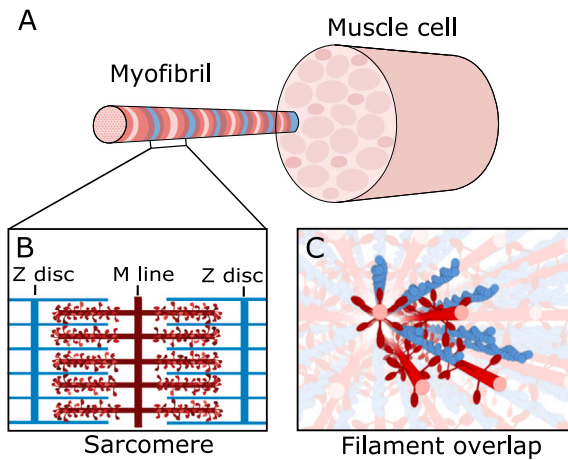 A
Muscle cell
Myofibril
B
Z disc M line Z disc
Sarcomere
C
Filament overlap